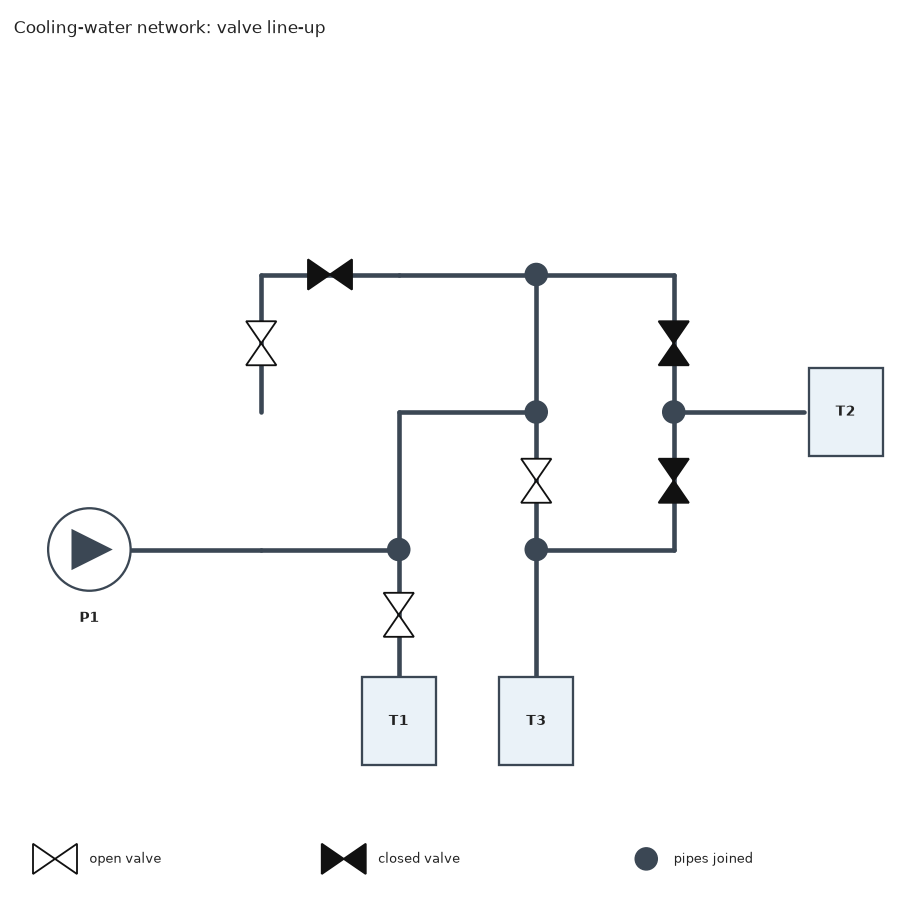 Cooling-water network: valve line-up
T2
P1
T1
T3
open valve
closed valve
pipes joined